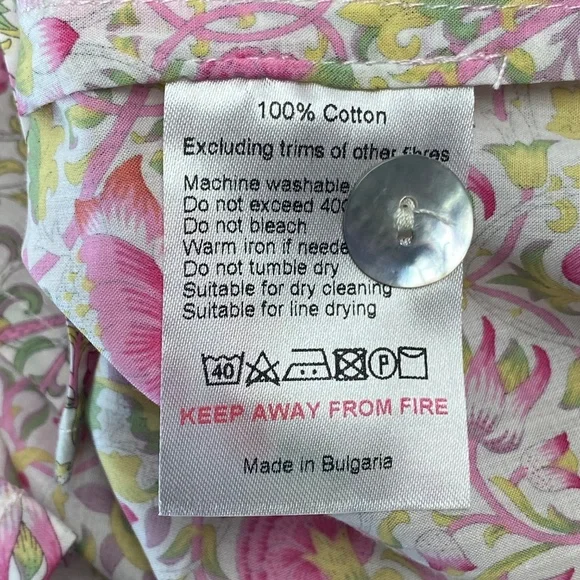 100% Cotton
Excluding trims of other fibres
Machine washable
Do not exceed 40
Do not bleach
Warm iron if neede
Do not tumble dry
Suitable for dry cleaning
Suitable for line drying
40 P
KEEP AWAY FROM FIRE
Made in Bulgaria